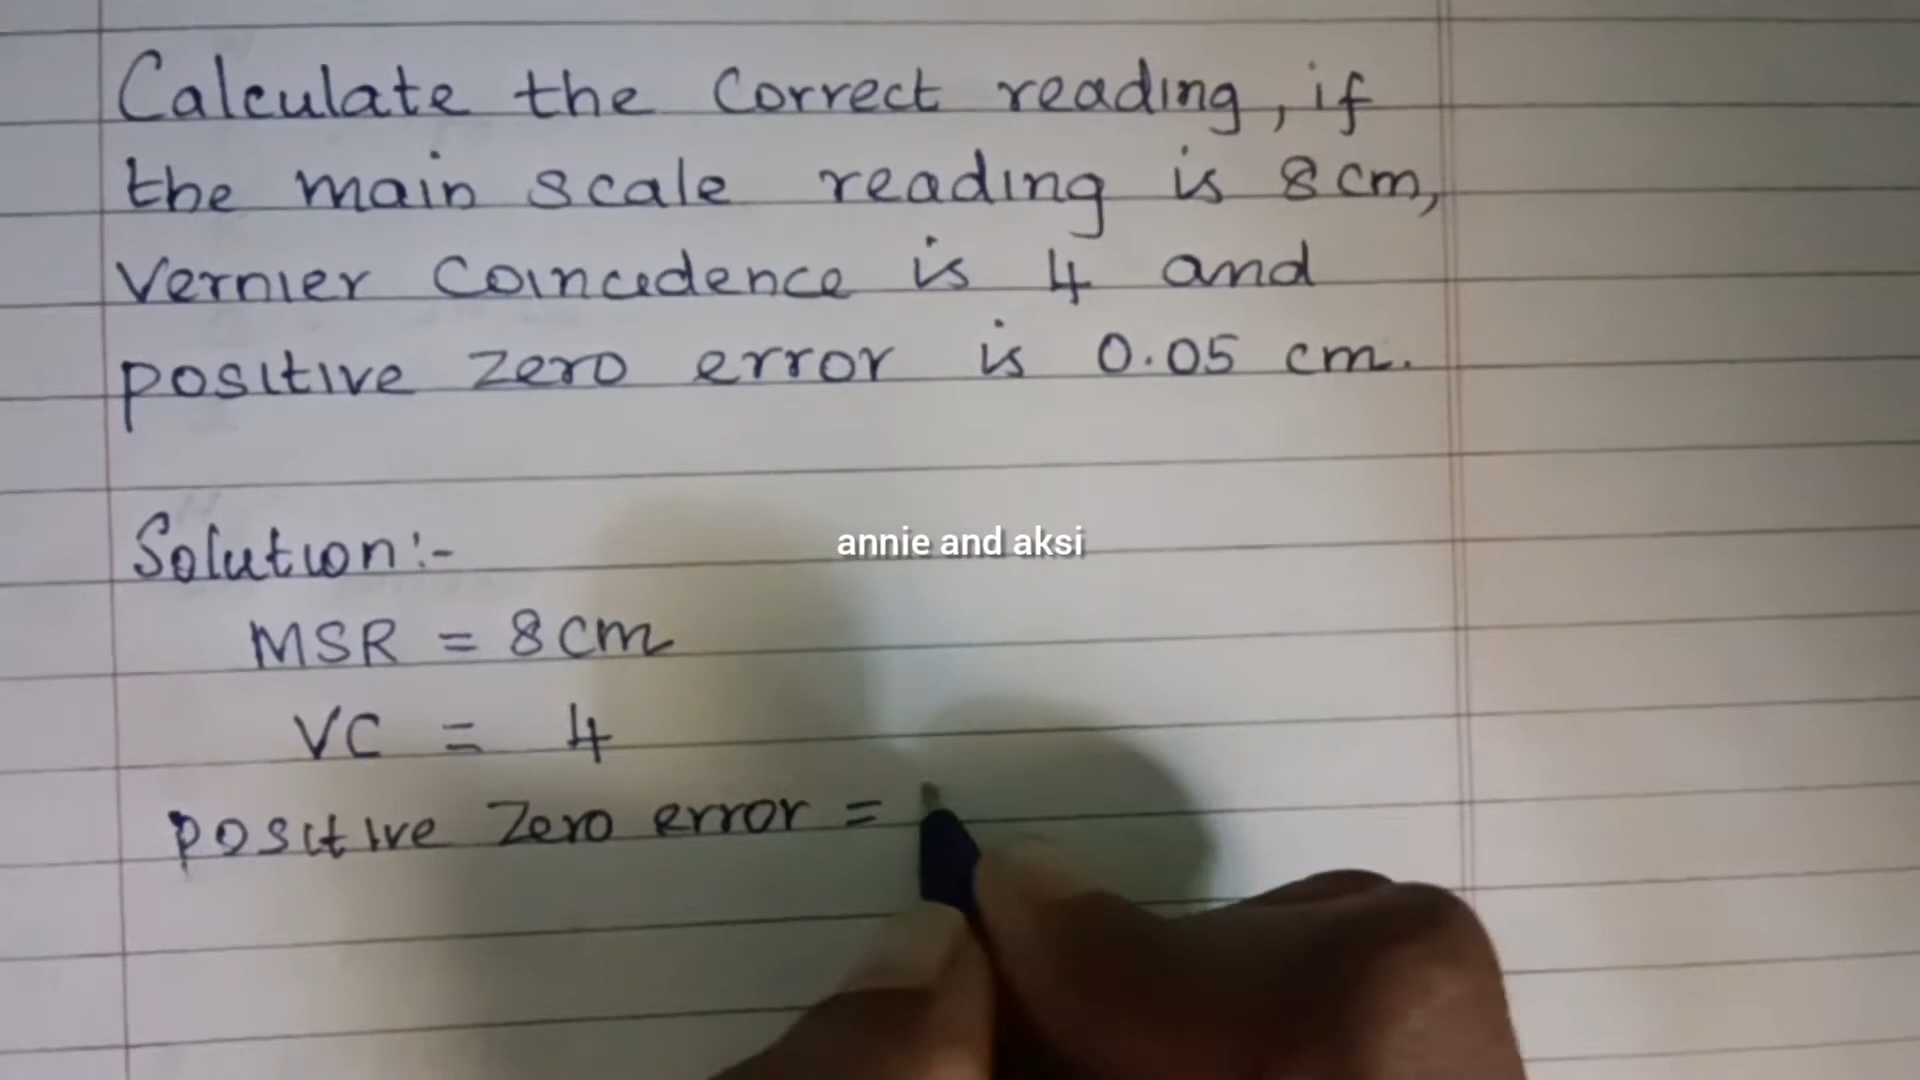 Calculate the correct reading, if
the main scale reading is 8cm,
Vernier Coincidence is 4 and
positive zero error is 0.05 cm.
annie and aksi
Solution:-
MSR = 8cm
VC = 4
positive Zero error =